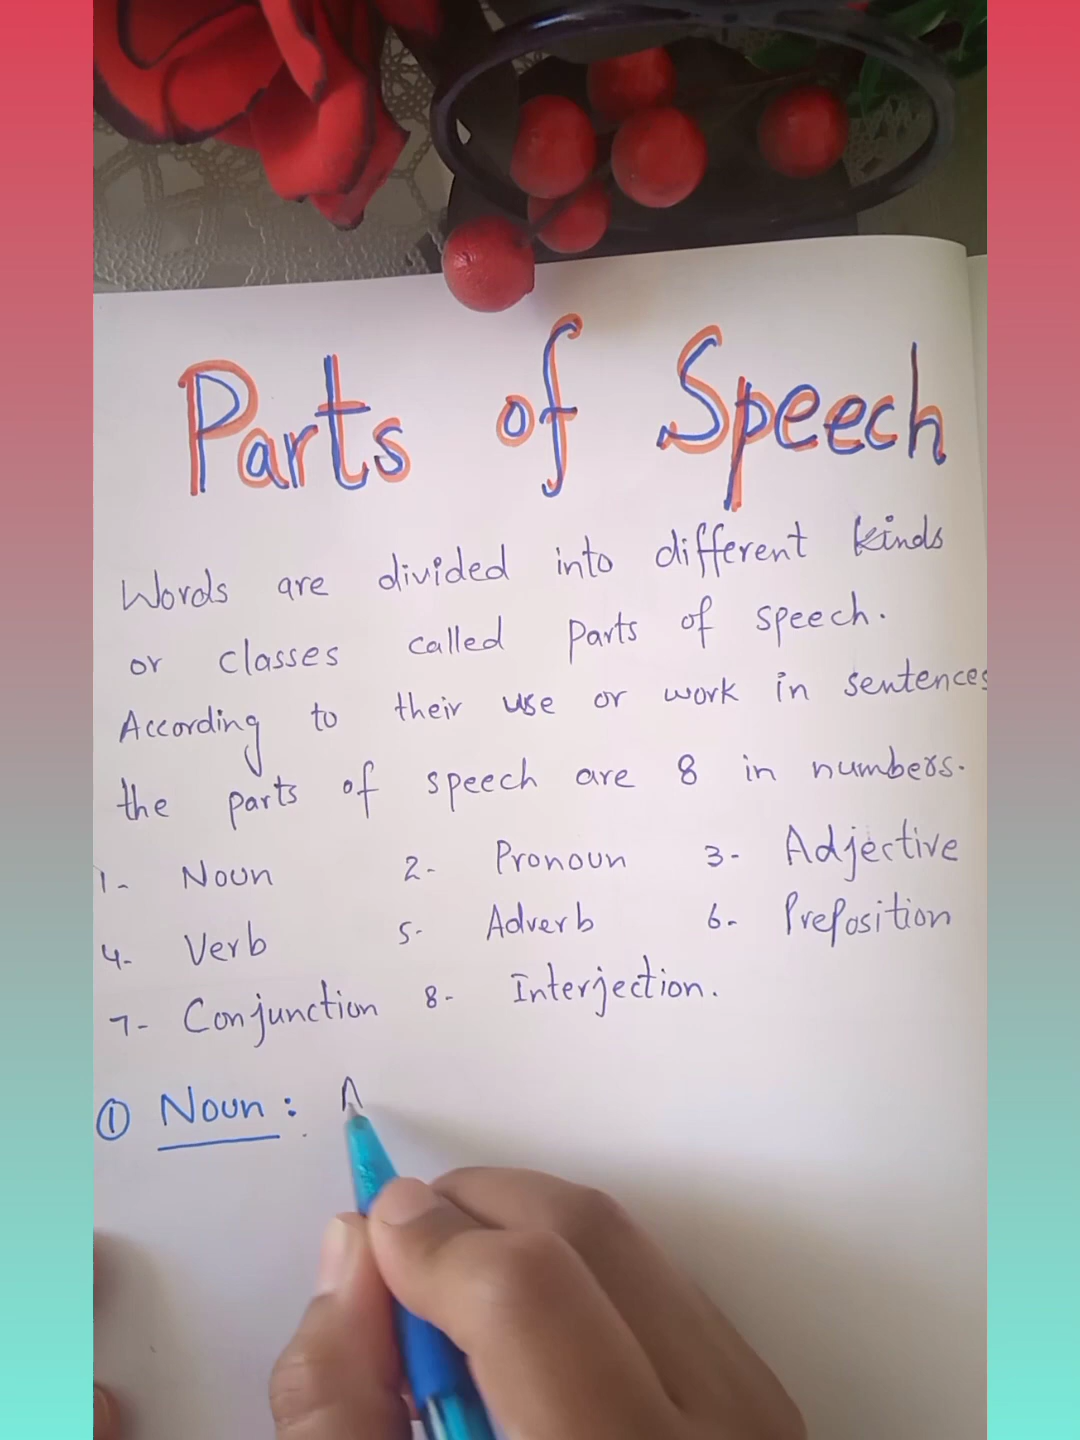 Parts of Speech
Words are divided into different kinds
or classes called parts of speech.
According to their use or work in sentences
the parts of speech are 8 in numbers.
1- Noun 2- Pronoun 3- Adjective
4- Verb 5- Adverb 6- Preposition
7- Conjunction 8- Interjection.
① Noun: A